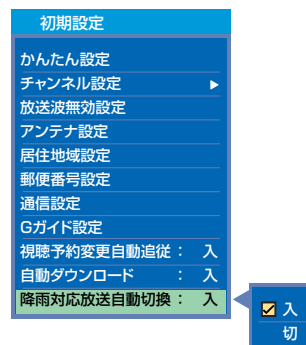 初期設定
かんたん設定
チャンネル設定 ▶
放送波無効設定
アンテナ設定
居住地域設定
郵便番号設定
通信設定
Gガイド設定
視聴予約変更自動追従： 入
自動ダウンロード ： 入
降雨対応放送自動切換： 入
入
切